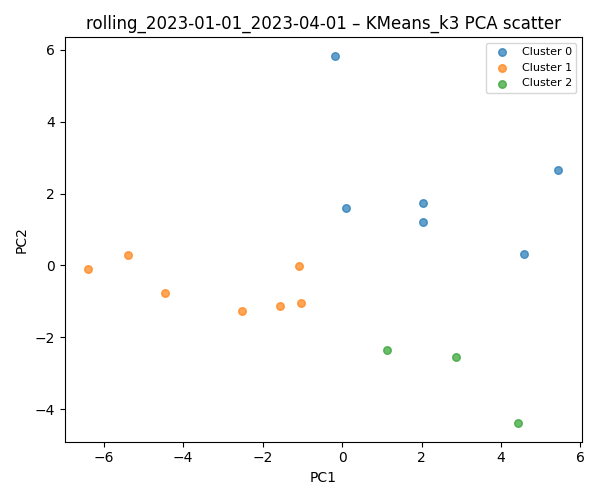 rolling_2023-01-01_2023-04-01 – KMeans_k3 PCA scatter
Cluster 0
Cluster 1
Cluster 2
6
4
2
0
−2
−4
PC2
−6
−4
−2
0
2
4
6
PC1